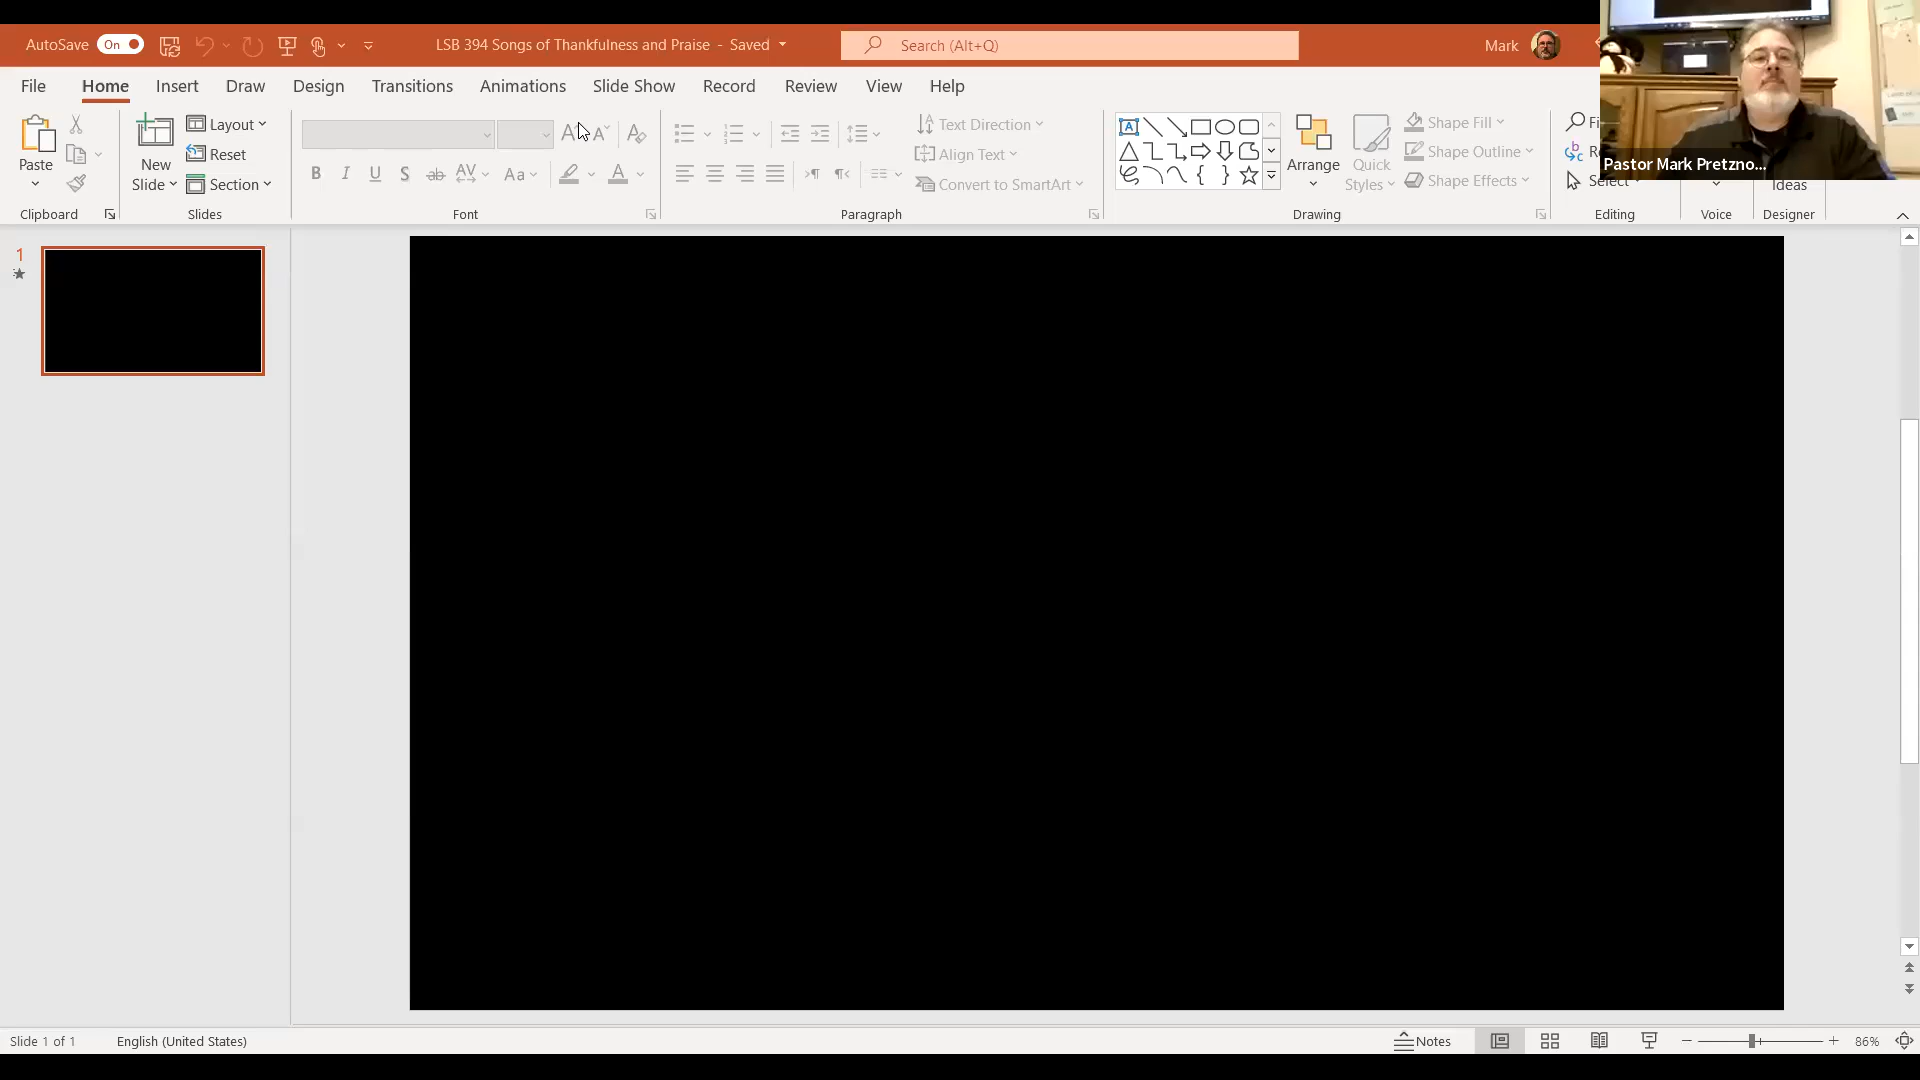 AutoSave On LSB 394 Songs of Thankfulness and Praise - Saved Search (Alt+Q) Mark
File Home Insert Draw Design Transitions Animations Slide Show Record Review View Help
Paste
Clipboard
New
Slide
Layout
Reset
Section
Slides
B I U S ab AV Aa A
Font
Text Direction
Align Text
Convert to SmartArt
Paragraph
Arrange
Quick
Styles
Shape Fill
Shape Outline
Shape Effects
Drawing
Select
Editing
Voice
Ideas
Designer
Pastor Mark Pretzno...
1
Slide 1 of 1 English (United States) Notes 86%